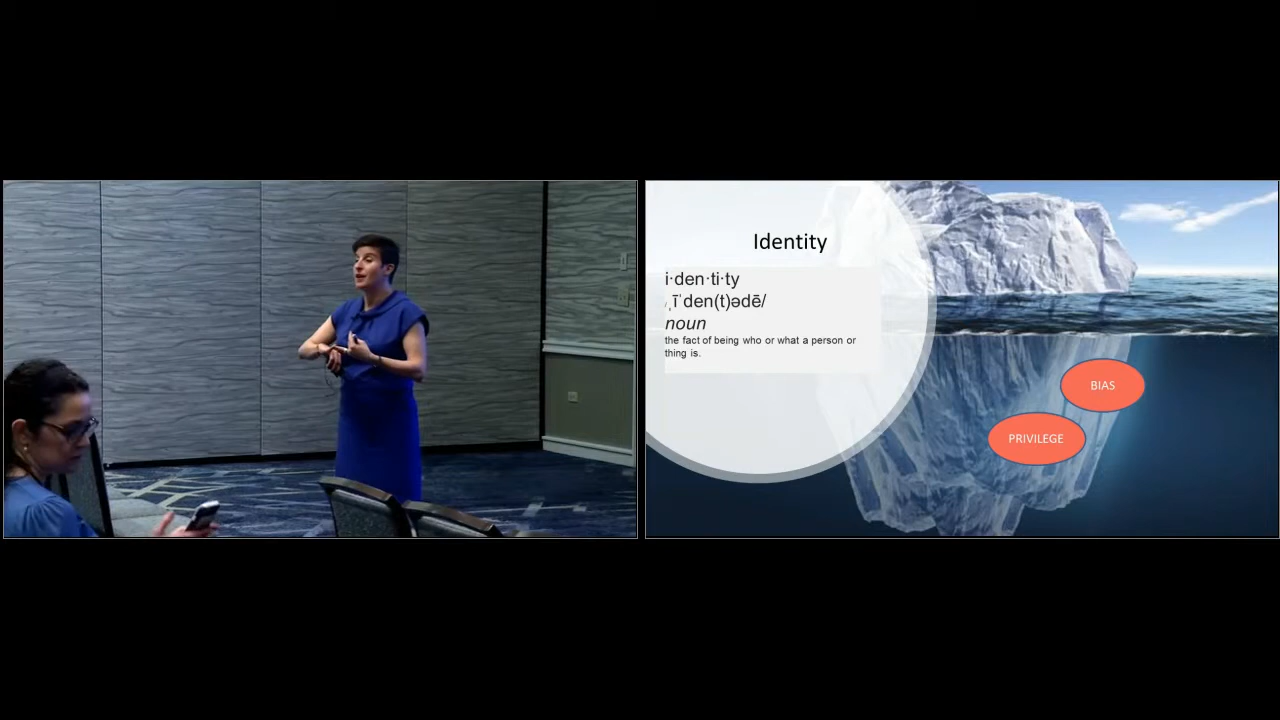 Identity
i·den·ti·ty
/ˌīˈden(t)ədē/
noun
the fact of being who or what a person or
thing is.
BIAS
PRIVILEGE